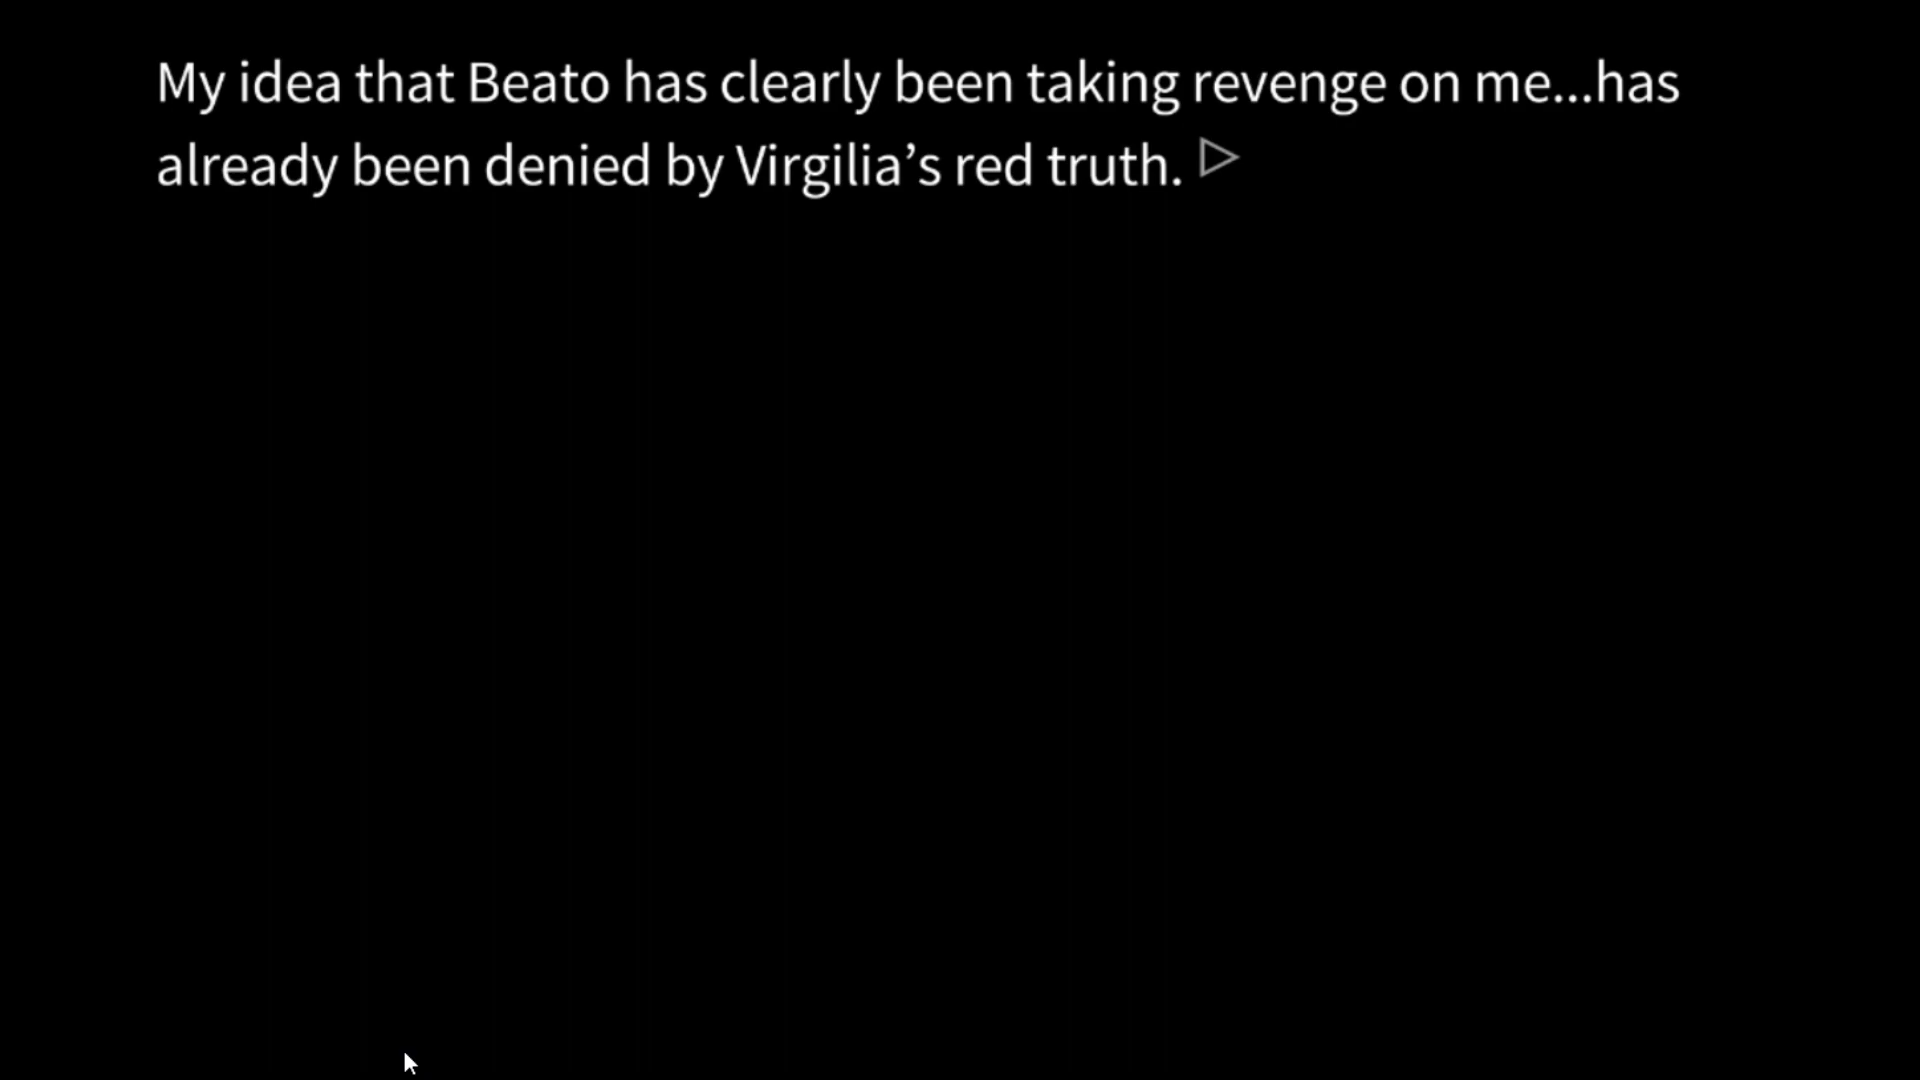 My idea that Beato has clearly been taking revenge on me...has
already been denied by Virgilia’s red truth.